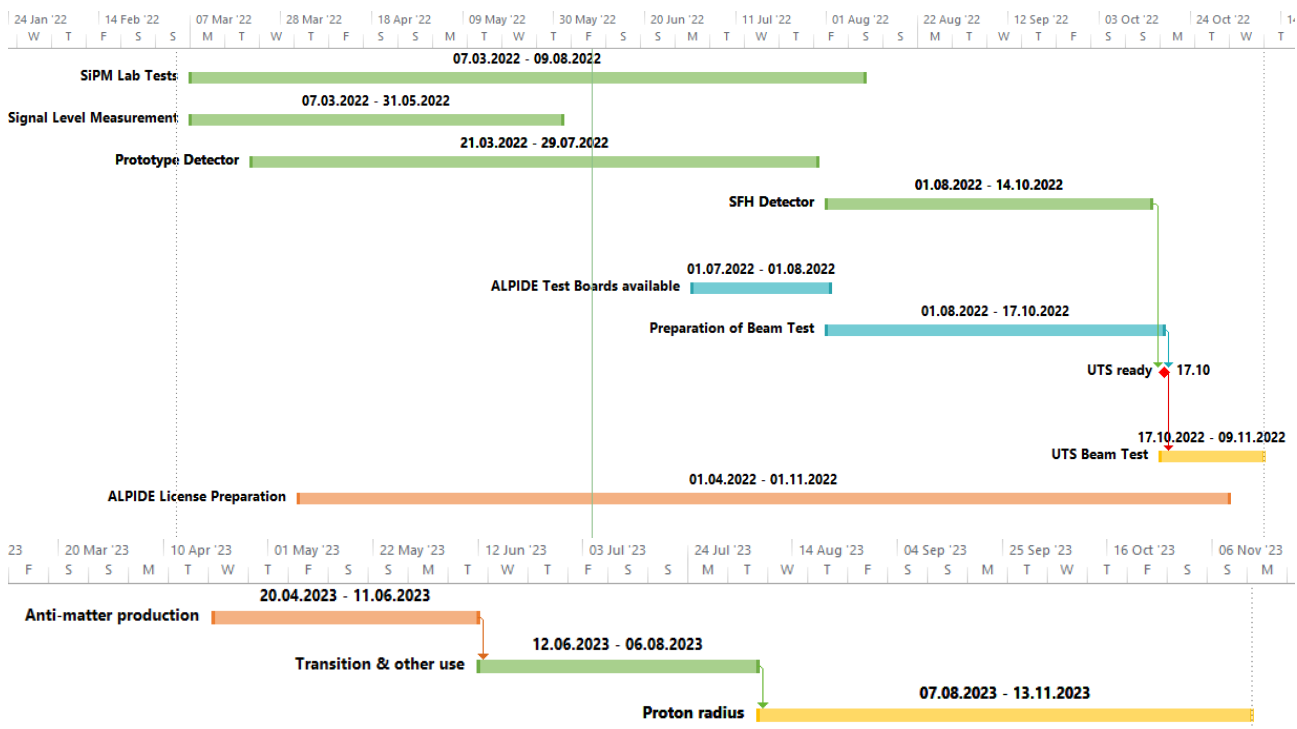 24 Jan '22 14 Feb '22 07 Mar '22 28 Mar '22 18 Apr '22 09 May '22 30 May '22 20 Jun '22 11 Jul '22 01 Aug '22 22 Aug '22 12 Sep '22 03 Oct '22 24 Oct '22 14
W T F S S M T W T F S S M T W T F S S M T W T F S S M T W T F S S M T W T
07.03.2022 - 09.08.2022
SiPM Lab Tests
07.03.2022 - 31.05.2022
Signal Level Measurement
21.03.2022 - 29.07.2022
Prototype Detector
01.08.2022 - 14.10.2022
SFH Detector
01.07.2022 - 01.08.2022
ALPIDE Test Boards available
01.08.2022 - 17.10.2022
Preparation of Beam Test
UTS ready 17.10
17.10.2022 - 09.11.2022
UTS Beam Test
01.04.2022 - 01.11.2022
ALPIDE License Preparation
23 20 Mar '23 10 Apr '23 01 May '23 22 May '23 12 Jun '23 03 Jul '23 24 Jul '23 14 Aug '23 04 Sep '23 25 Sep '23 16 Oct '23 06 Nov '23
F S S M T W T F S S M T W T F S S M T W T F S S M T W T F S S M
20.04.2023 - 11.06.2023
Anti-matter production
12.06.2023 - 06.08.2023
Transition & other use
07.08.2023 - 13.11.2023
Proton radius